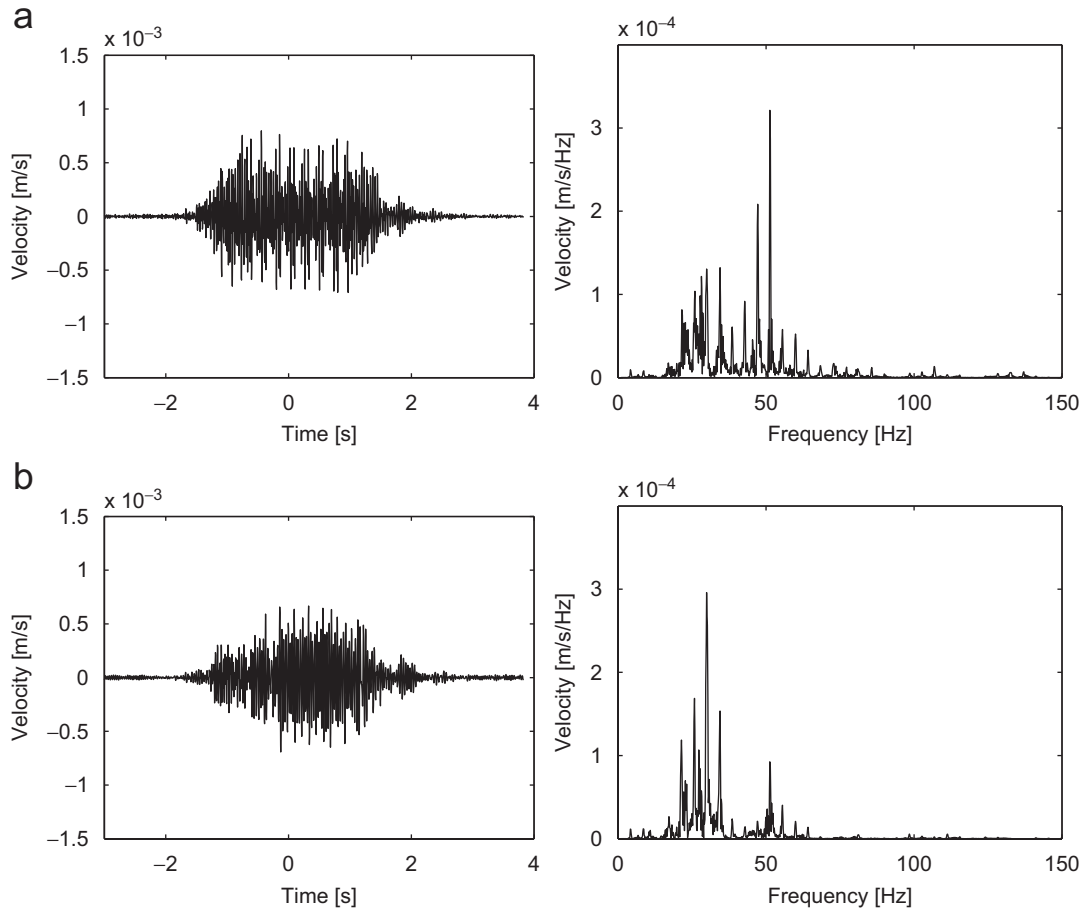 a
x 10⁻³
1.5
1
0.5
0
−0.5
−1
−1.5
Velocity [m/s]
−2 0 2 4
Time [s]
x 10⁻⁴
3
2
1
0
Velocity [m/s/Hz]
0 50 100 150
Frequency [Hz]
b
x 10⁻³
1.5
1
0.5
0
−0.5
−1
−1.5
Velocity [m/s]
−2 0 2 4
Time [s]
x 10⁻⁴
3
2
1
0
Velocity [m/s/Hz]
0 50 100 150
Frequency [Hz]